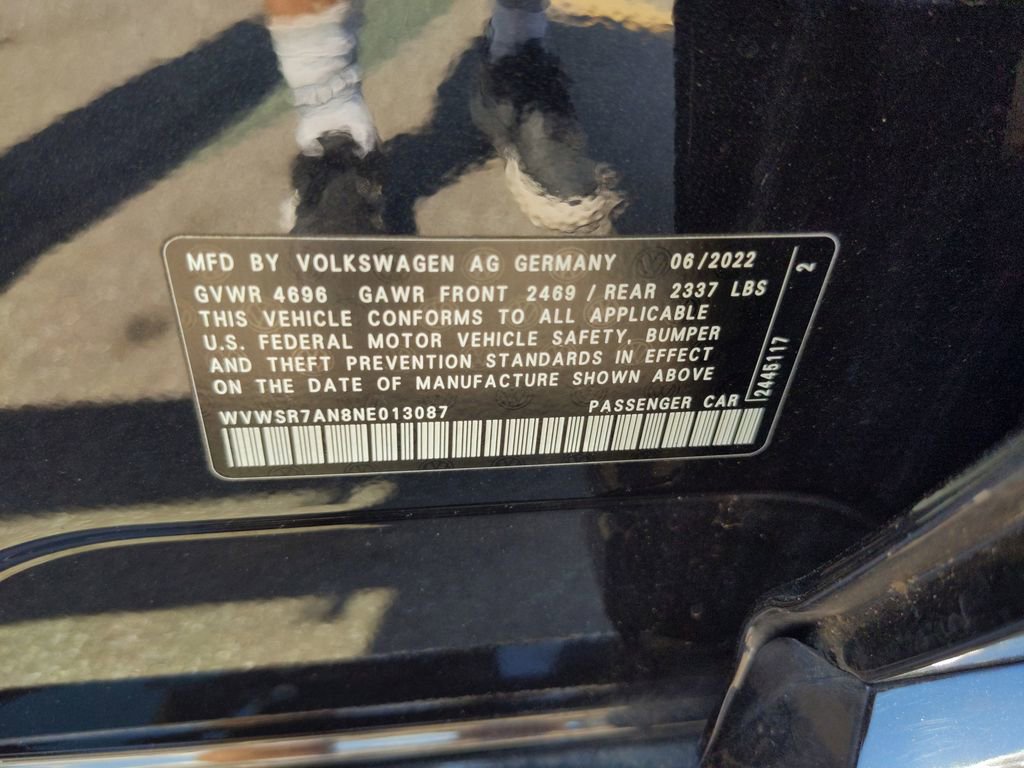 MFD BY VOLKSWAGEN AG GERMANY 06/2022
GVWR 4696 GAWR FRONT 2469 / REAR 2337 LBS
THIS VEHICLE CONFORMS TO ALL APPLICABLE
U.S. FEDERAL MOTOR VEHICLE SAFETY, BUMPER
AND THEFT PREVENTION STANDARDS IN EFFECT
ON THE DATE OF MANUFACTURE SHOWN ABOVE
WVWSR7AN8NE013087 PASSENGER CAR
2445117 2